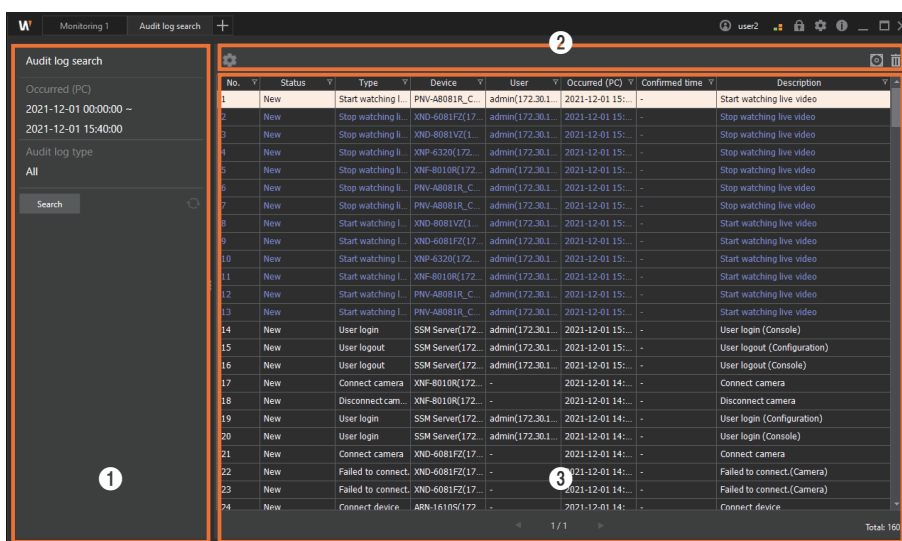 W Monitoring 1 Audit log search user2
2
Audit log search
Occurred (PC)
2021-12-01 00:00:00 ~
2021-12-01 15:40:00
Audit log type
All
Search
1
No. Status Type Device User Occurred (PC) Confirmed time Description
1 New Start watching l... PNV-A8081R_C... admin(172.30.1... 2021-12-01 15:... - Start watching live video
2 New Stop watching li... XND-6081FZ(17... admin(172.30.1... 2021-12-01 15:... - Stop watching live video
3 New Stop watching li... XND-8081VZ(1... admin(172.30.1... 2021-12-01 15:... - Stop watching live video
4 New Stop watching li... XNP-6320(172.... admin(172.30.1... 2021-12-01 15:... - Stop watching live video
5 New Stop watching li... XNF-8010R(172... admin(172.30.1... 2021-12-01 15:... - Stop watching live video
6 New Stop watching li... PNV-A8081R_C... admin(172.30.1... 2021-12-01 15:... - Stop watching live video
7 New Stop watching li... PNV-A8081R_C... admin(172.30.1... 2021-12-01 15:... - Stop watching live video
8 New Start watching l... XND-8081VZ(1... admin(172.30.1... 2021-12-01 15:... - Start watching live video
9 New Start watching l... XND-6081FZ(17... admin(172.30.1... 2021-12-01 15:... - Start watching live video
10 New Start watching l... XNP-6320(172.... admin(172.30.1... 2021-12-01 15:... - Start watching live video
11 New Start watching l... XNF-8010R(172... admin(172.30.1... 2021-12-01 15:... - Start watching live video
12 New Start watching l... PNV-A8081R_C... admin(172.30.1... 2021-12-01 15:... - Start watching live video
13 New Start watching l... PNV-A8081R_C... admin(172.30.1... 2021-12-01 15:... - Start watching live video
14 New User login SSM Server(172... admin(172.30.1... 2021-12-01 15:... - User login (Console)
15 New User logout SSM Server(172... admin(172.30.1... 2021-12-01 15:... - User logout (Configuration)
16 New User logout SSM Server(172... admin(172.30.1... 2021-12-01 15:... - User logout (Console)
17 New Connect camera XNF-8010R(172... - 2021-12-01 14:... - Connect camera
18 New Disconnect cam... XNF-8010R(172... - 2021-12-01 14:... - Disconnect camera
19 New User login SSM Server(172... admin(172.30.1... 2021-12-01 14:... - User login (Configuration)
20 New User login SSM Server(172... admin(172.30.1... 2021-12-01 14:... - User login (Console)
21 New Connect camera XND-6081FZ(17... - 2021-12-01 14:... - Connect camera
22 New Failed to connect. XND-6081FZ(17... - 2021-12-01 14:... - Failed to connect.(Camera)
23 New Failed to connect. XND-6081FZ(17... - 2021-12-01 14:... - Failed to connect.(Camera)
24 New Connect device ARN-1610S(172... - 2021-12-01 14: - Connect device
3
1 / 1 Total: 160